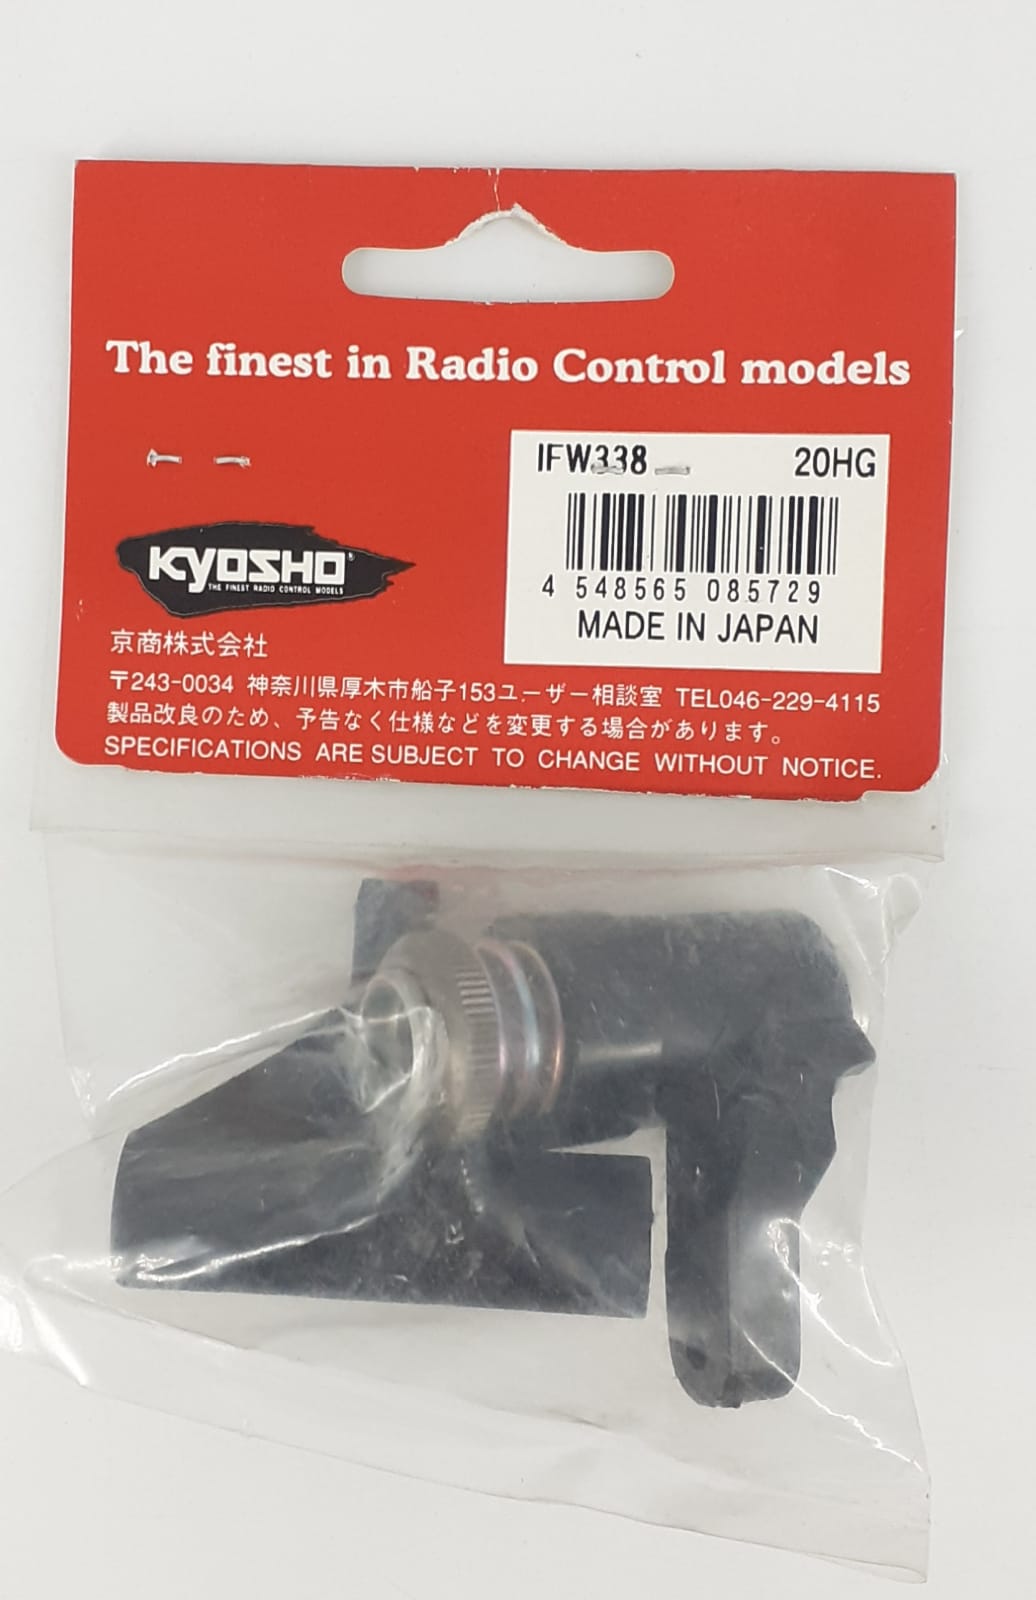 The finest in Radio Control models
IFW338 20HG
4 548565 085729
MADE IN JAPAN
KYOSHO®
THE FINEST RADIO CONTROL MODELS
京商株式会社
〒243-0034 神奈川県厚木市船子153ユーザー相談室 TEL046-229-4115
製品改良のため、予告なく仕様などを変更する場合があります。
SPECIFICATIONS ARE SUBJECT TO CHANGE WITHOUT NOTICE.